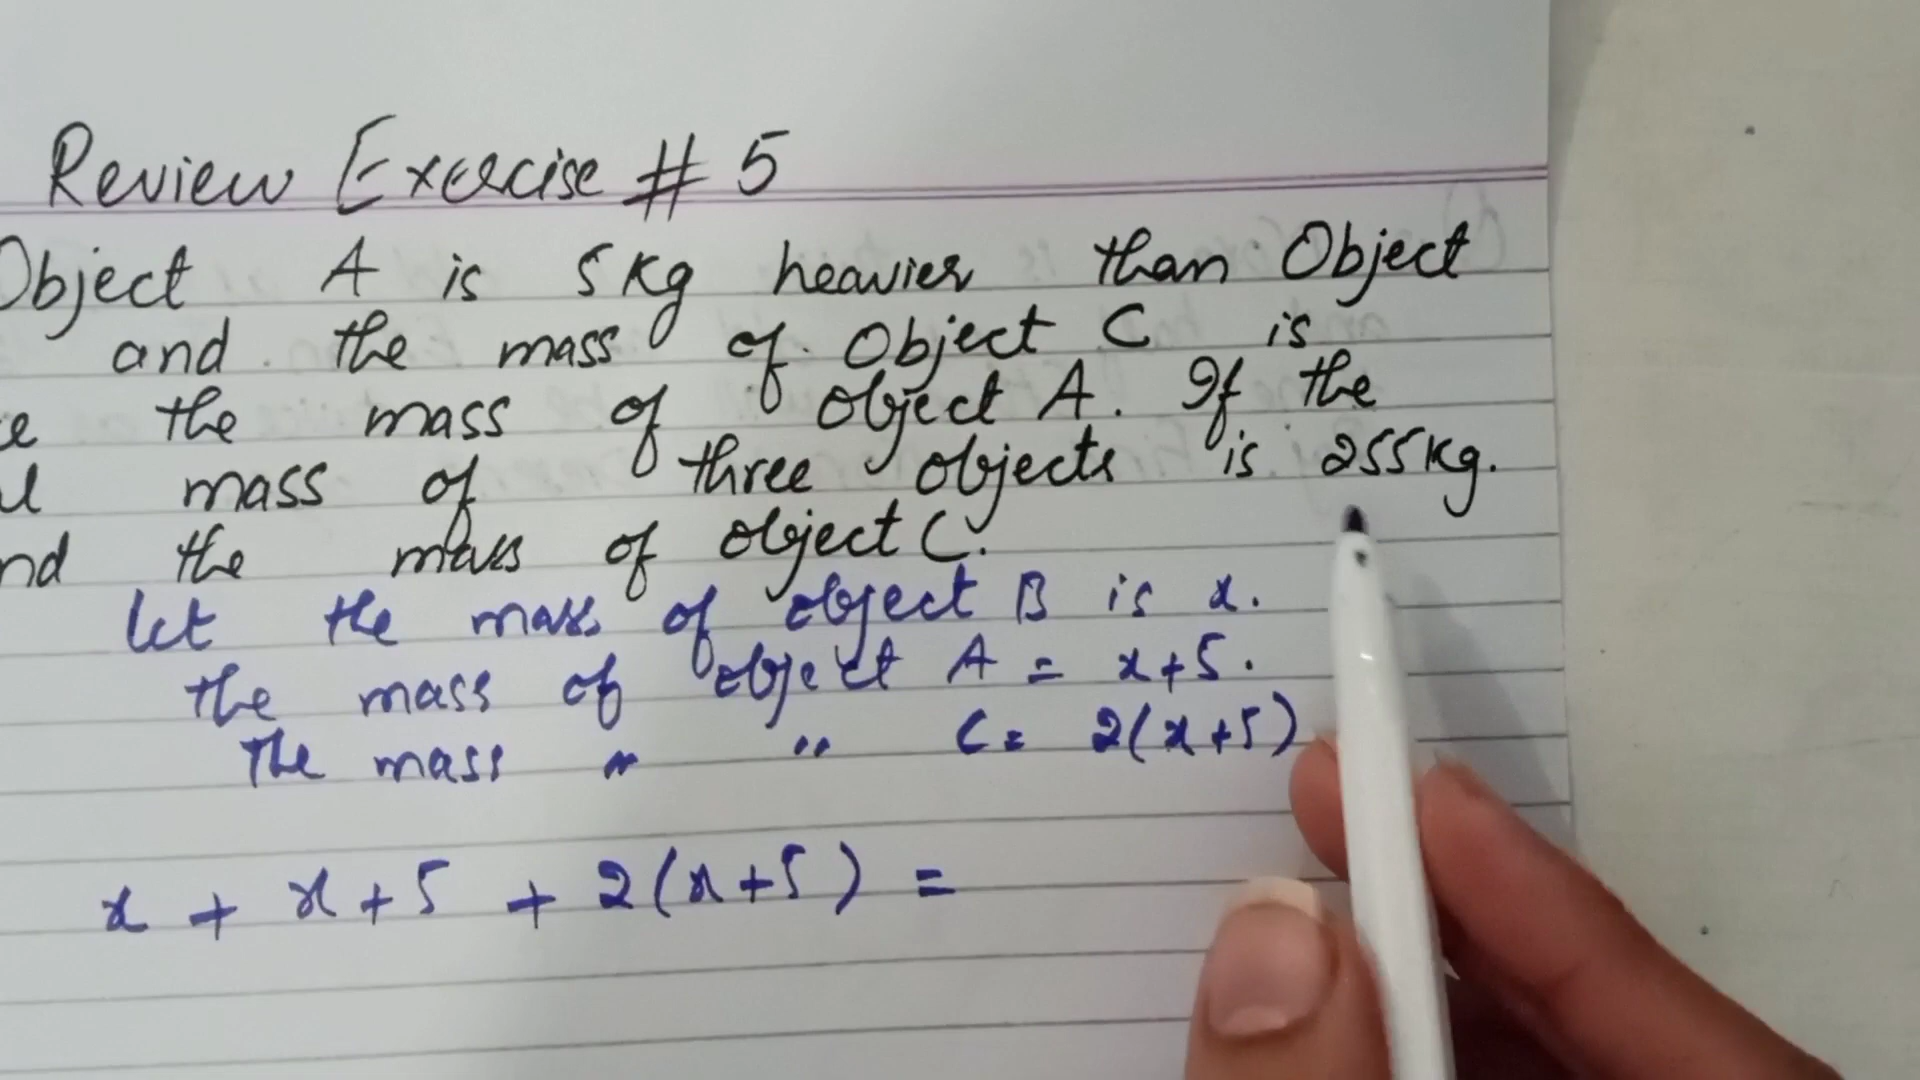 Review Exercise # 5
Object A is 5 Kg heavier than Object
and the mass of Object C is
e the mass of object A. If the
l mass of three objects is 255kg.
nd the mass of object C.
let the mass of object B is x.
the mass of object A = x+5.
The mass " " C = 2(x+5)
x + x+5 + 2(x+5) =